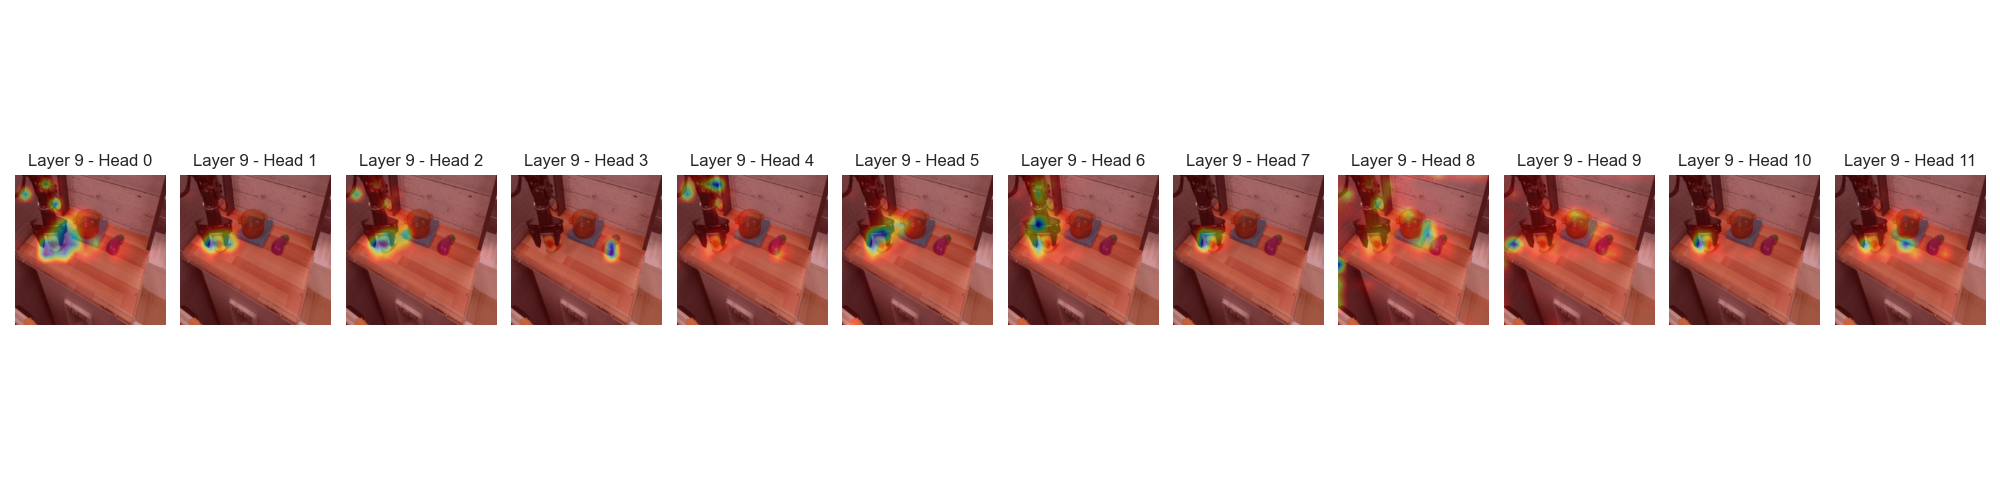 Layer 9 - Head 0
Layer 9 - Head 1
Layer 9 - Head 2
Layer 9 - Head 3
Layer 9 - Head 4
Layer 9 - Head 5
Layer 9 - Head 6
Layer 9 - Head 7
Layer 9 - Head 8
Layer 9 - Head 9
Layer 9 - Head 10
Layer 9 - Head 11